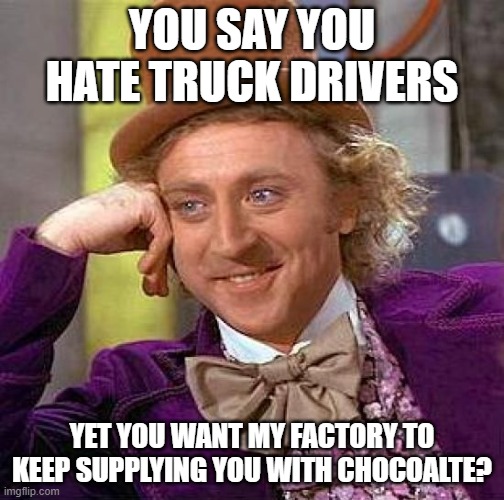 YOU SAY YOU
HATE TRUCK DRIVERS
YET YOU WANT MY FACTORY TO
KEEP SUPPLYING YOU WITH CHOCOALTE?
imgflip.com